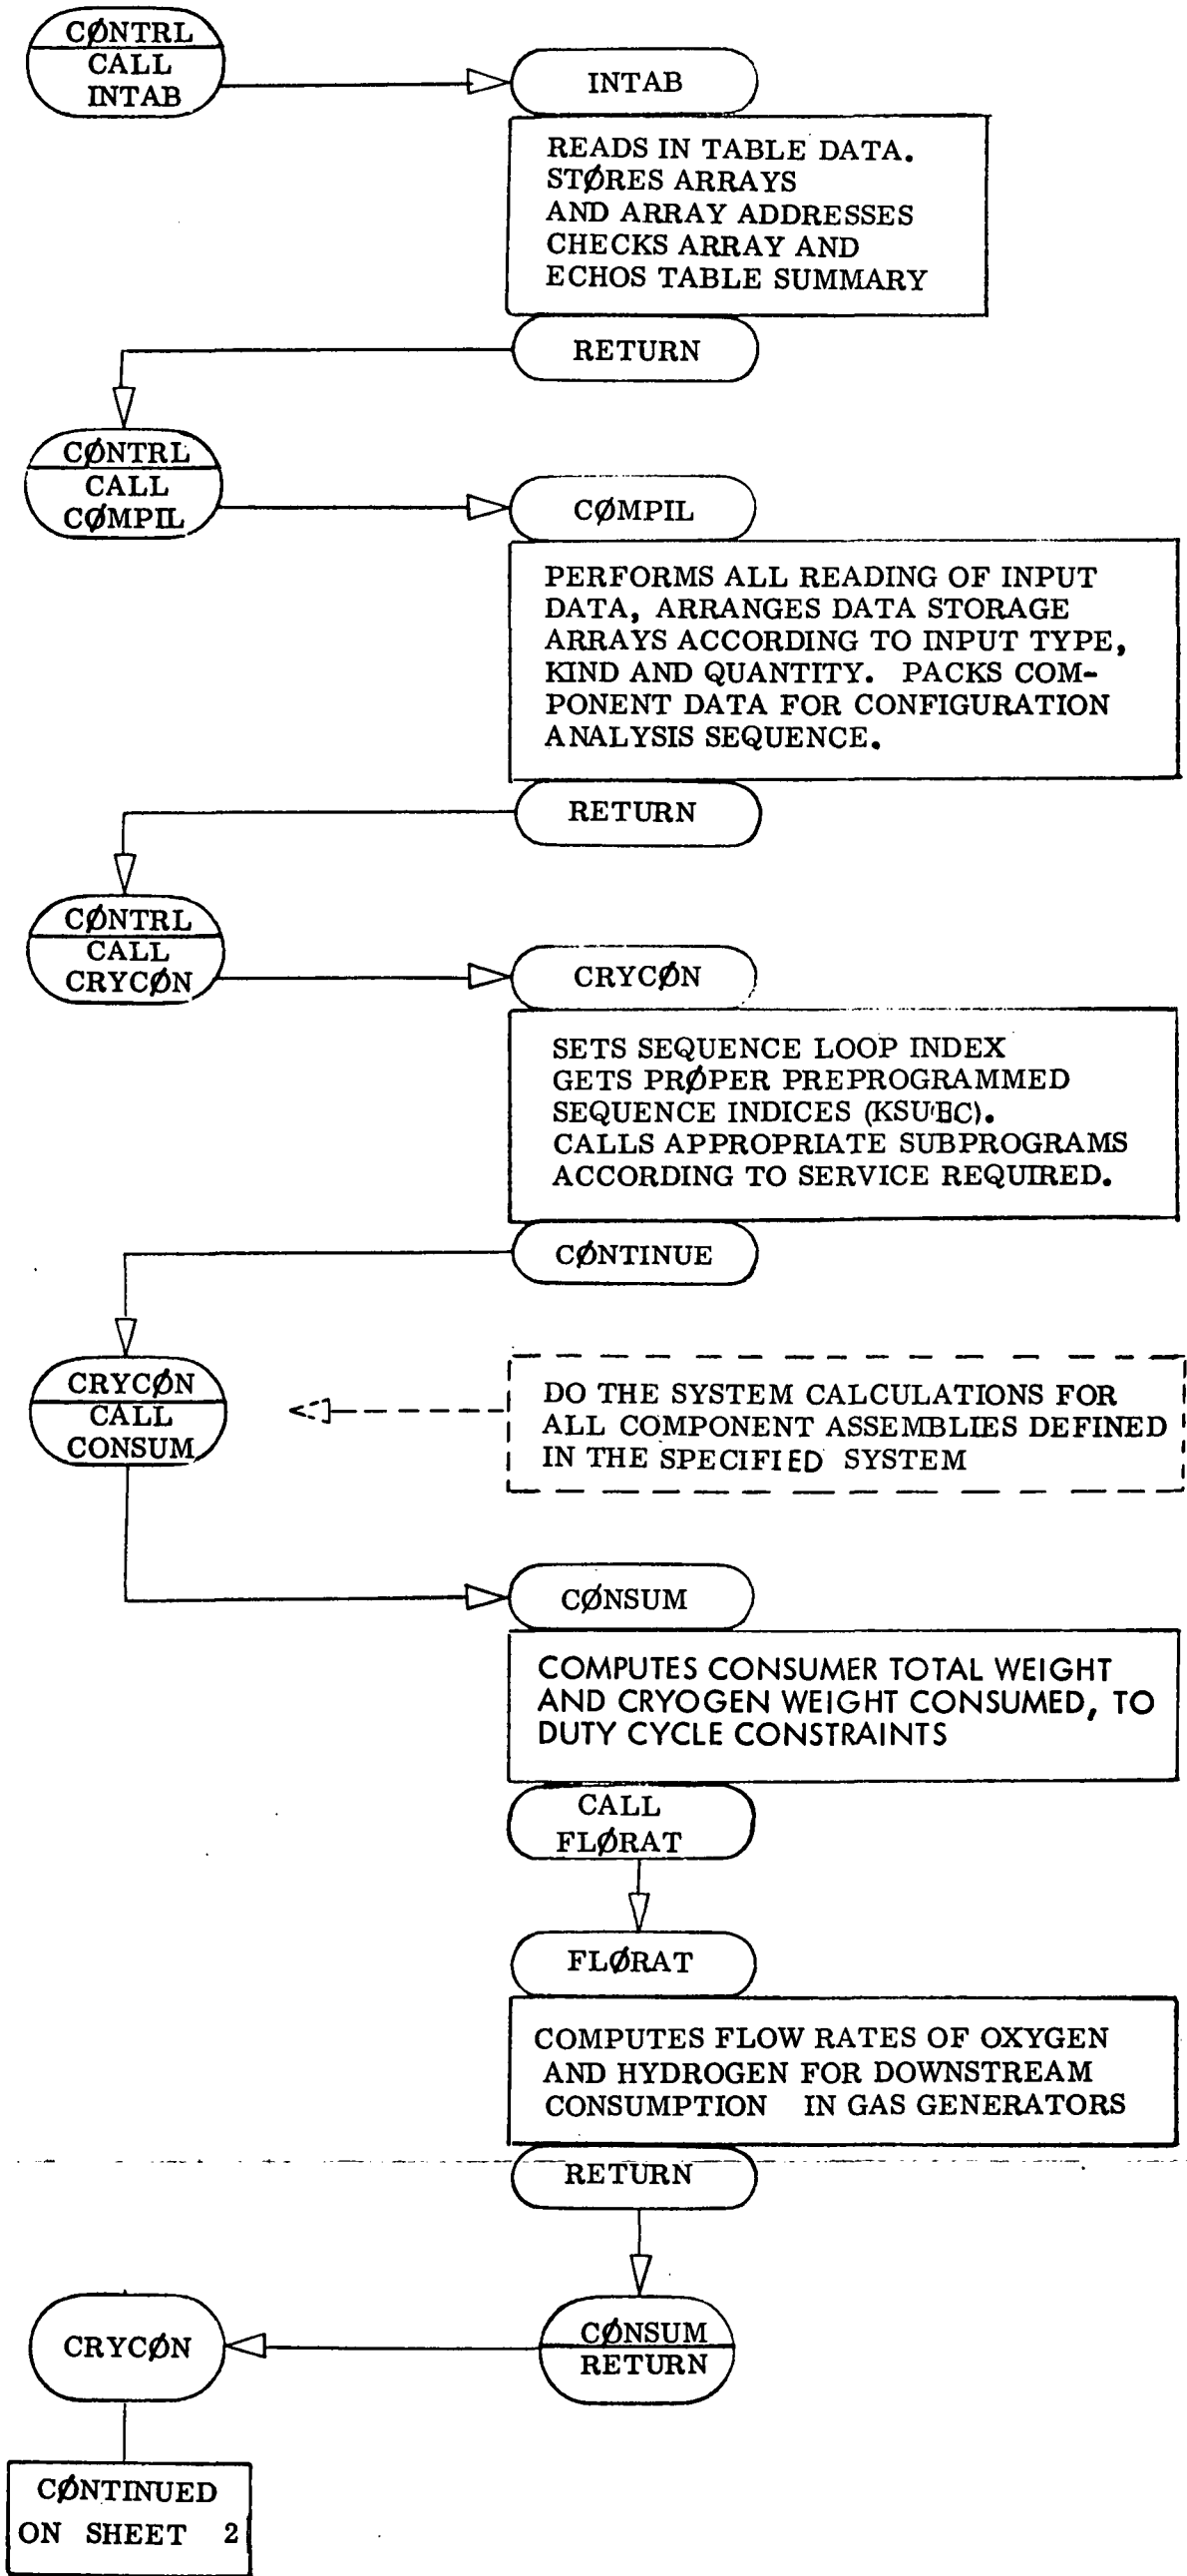 CØNTRL
CALL
INTAB
INTAB
READS IN TABLE DATA.
STØRES ARRAYS
AND ARRAY ADDRESSES
CHECKS ARRAY AND
ECHOS TABLE SUMMARY
RETURN
CØNTRL
CALL
CØMPIL
CØMPIL
PERFORMS ALL READING OF INPUT
DATA, ARRANGES DATA STORAGE
ARRAYS ACCORDING TO INPUT TYPE,
KIND AND QUANTITY. PACKS COM-
PONENT DATA FOR CONFIGURATION
ANALYSIS SEQUENCE.
RETURN
CØNTRL
CALL
CRYCØN
CRYCØN
SETS SEQUENCE LOOP INDEX
GETS PRØPER PREPROGRAMMED
SEQUENCE INDICES
CALLS APPROPRIATE SUBPROGRAMS
ACCORDING TO SERVICE REQUIRED.
CØNTINUE
CRYCØN
CALL
CONSUM
DO THE SYSTEM CALCULATIONS FOR
ALL COMPONENT ASSEMBLIES DEFINED
IN THE SPECIFIED SYSTEM
CØNSUM
COMPUTES CONSUMER TOTAL WEIGHT
AND CRYOGEN WEIGHT CONSUMED, TO
DUTY CYCLE CONSTRAINTS
CALL
FLØRAT
FLØRAT
COMPUTES FLOW RATES OF OXYGEN
AND HYDROGEN FOR DOWNSTREAM
CONSUMPTION IN GAS GENERATORS
RETURN
CØNSUM
RETURN
CRYCØN
CØNTINUED
ON SHEET 2